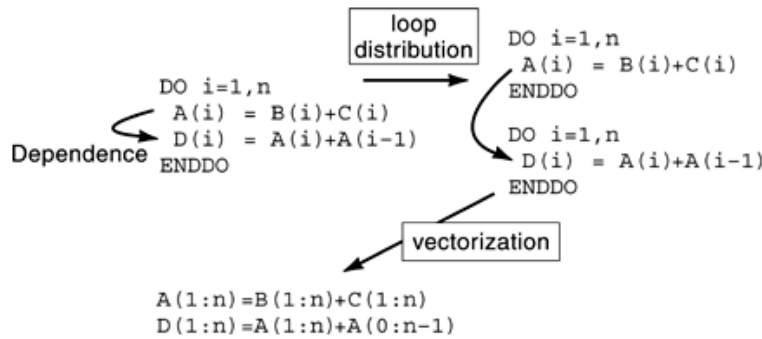 DO i=1,n
A(i) = B(i)+C(i)
D(i) = A(i)+A(i-1)
ENDDO
Dependence
loop
distribution
DO i=1,n
A(i) = B(i)+C(i)
ENDDO
DO i=1,n
D(i) = A(i)+A(i-1)
ENDDO
vectorization
A(1:n)=B(1:n)+C(1:n)
D(1:n)=A(1:n)+A(0:n-1)